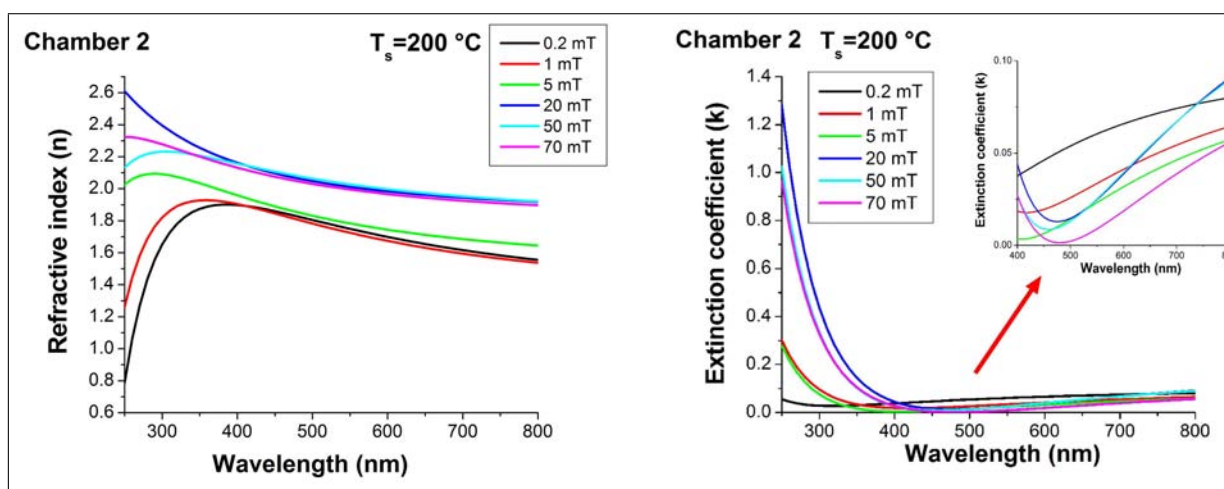 Chamber 2
Ts=200 °C
0.2 mT
1 mT
5 mT
20 mT
50 mT
70 mT
Refractive index (n)
2.6
2.4
2.2
2.0
1.8
1.6
1.4
1.2
1.0
0.8
0.6
300 400 500 600 700 800
Wavelength (nm)
Chamber 2 Ts=200 °C
0.2 mT
1 mT
5 mT
20 mT
50 mT
70 mT
Extinction coefficient (k)
1.4
1.2
1.0
0.8
0.6
0.4
0.2
0.0
300 400 500 600 700 800
Wavelength (nm)
Extinction coefficient (k)
0.10
0.05
0.00
400 500 600 700
Wavelength (nm)